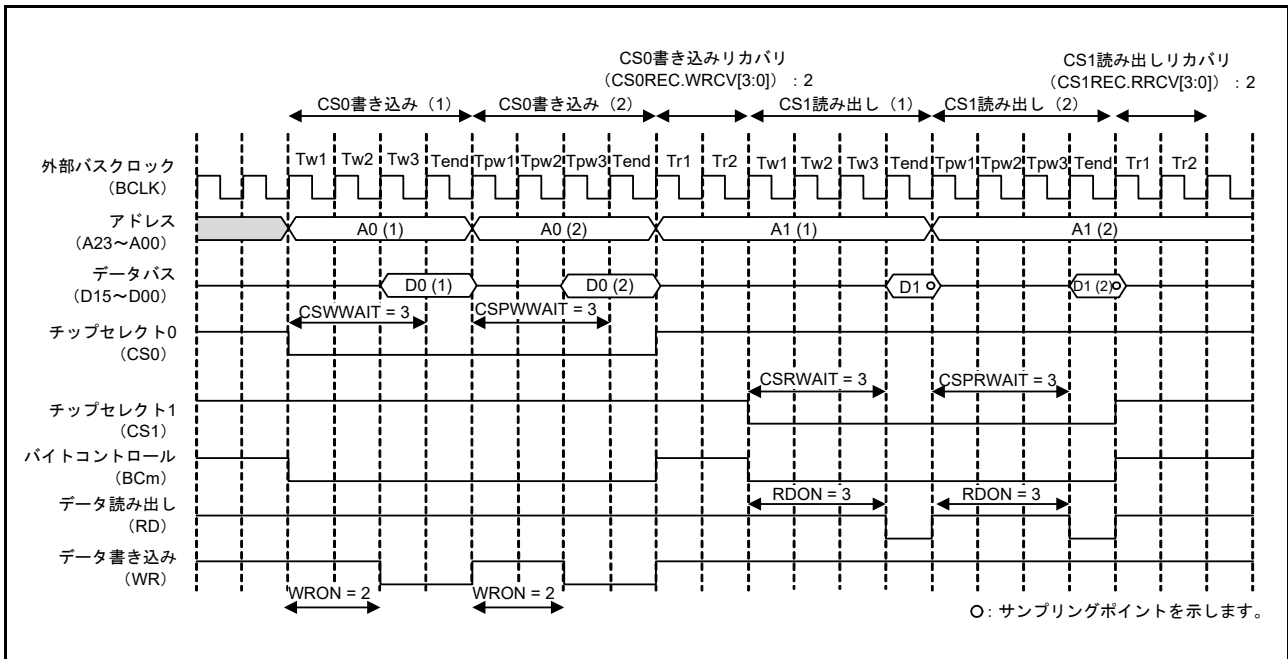 CS0書き込みリカバリ
（CS0REC.WRCV[3:0]）：2
CS1読み出しリカバリ
（CS1REC.RRCV[3:0]）：2
CS0書き込み（1）
CS0書き込み（2）
CS1読み出し（1）
CS1読み出し（2）
Tw1 Tw2 Tw3 Tend Tpw1 Tpw2 Tpw3 Tend Tr1 Tr2 Tw1 Tw2 Tw3 Tend Tpw1 Tpw2 Tpw3 Tend Tr1 Tr2
外部バスクロック
（BCLK）
アドレス
（A23～A00）
A0 (1) A0 (2) A1 (1) A1 (2)
データバス
（D15～D00）
D0 (1) D0 (2) D1 D1 (2)
CSWWAIT = 3 CSPWWAIT = 3
チップセレクト0
（CS0）
CSRWAIT = 3 CSPRWAIT = 3
チップセレクト1
（CS1）
バイトコントロール
（BCm）
RDON = 3 RDON = 3
データ読み出し
（RD）
データ書き込み
（WR）
WRON = 2 WRON = 2
：サンプリングポイントを示します。